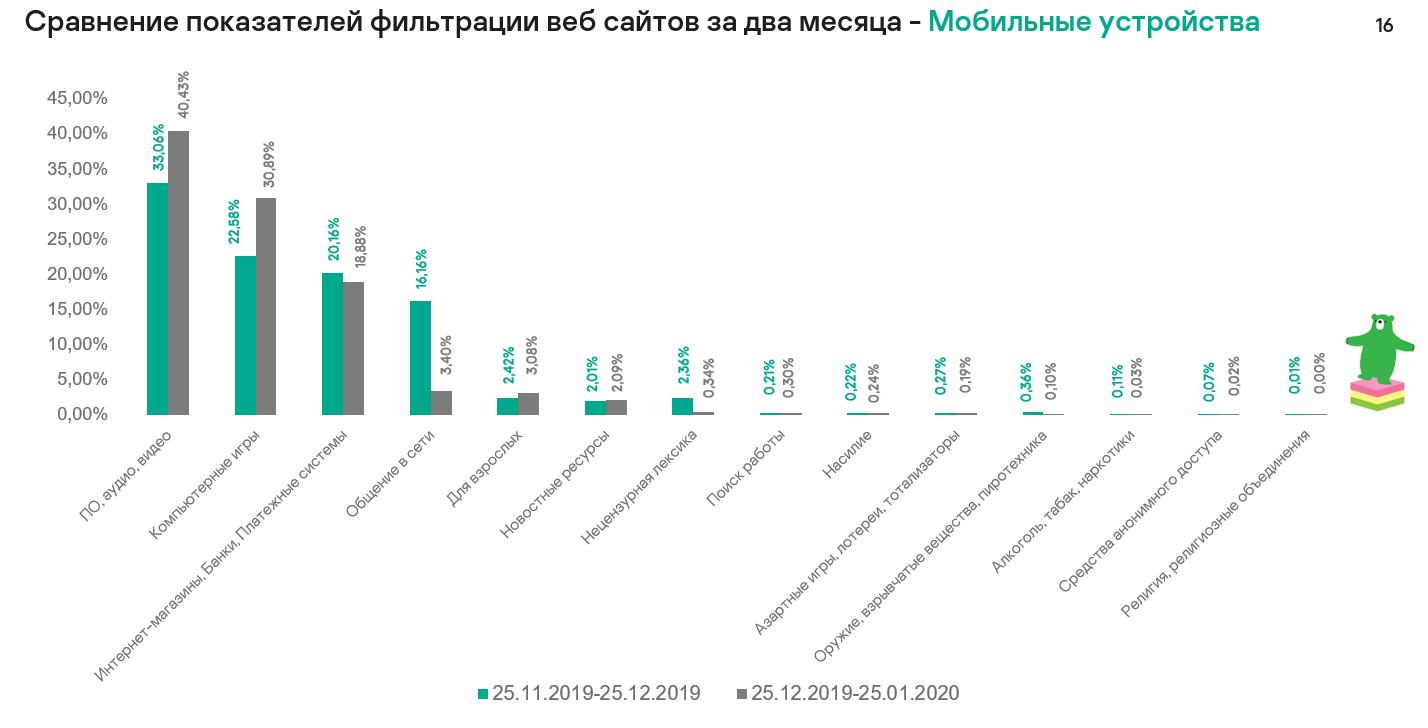 Сравнение показателей фильтрации веб сайтов за два месяца - Мобильные устройства
16
45,00%
40,00%
35,00%
30,00%
25,00%
20,00%
15,00%
10,00%
5,00%
0,00%
33,06%
40,43%
22,58%
30,89%
20,16%
18,88%
16,16%
3,40%
2,42%
3,08%
2,01%
2,09%
2,36%
0,34%
0,21%
0,30%
0,22%
0,24%
0,27%
0,19%
0,36%
0,10%
0,11%
0,03%
0,07%
0,02%
0,01%
0,00%
ПО, аудио, видео
Компьютерные игры
Интернет-магазины, Банки, Платежные системы
Общение в сети
Для взрослых
Новостные ресурсы
Нецензурная лексика
Поиск работы
Насилие
Азартные игры, лотереи, тотализаторы
Оружие, взрывчатые вещества, пиротехника
Алкоголь, табак, наркотики
Средства анонимного доступа
Религия, религиозные объединения
25.11.2019-25.12.2019
25.12.2019-25.01.2020